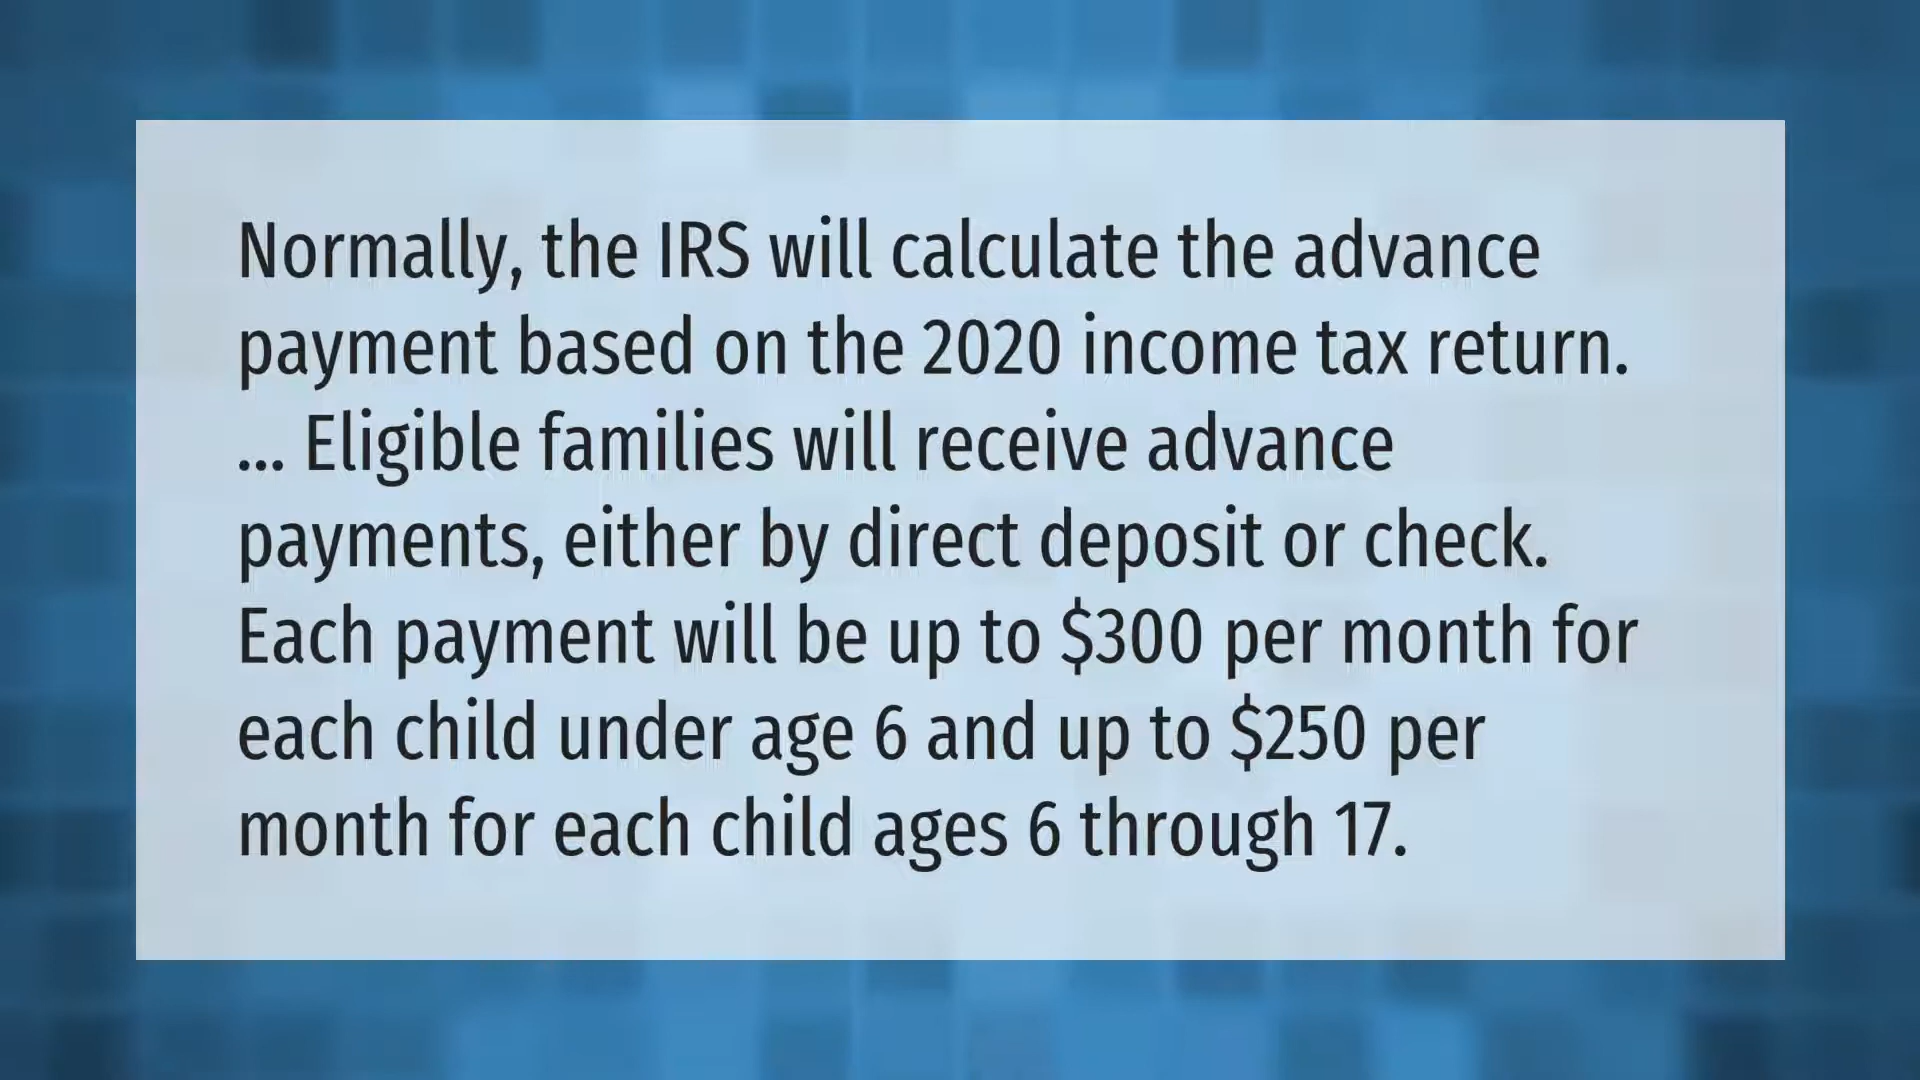 Normally, the IRS will calculate the advance
payment based on the 2020 income tax return.
... Eligible families will receive advance
payments, either by direct deposit or check.
Each payment will be up to $300 per month for
each child under age 6 and up to $250 per
month for each child ages 6 through 17.